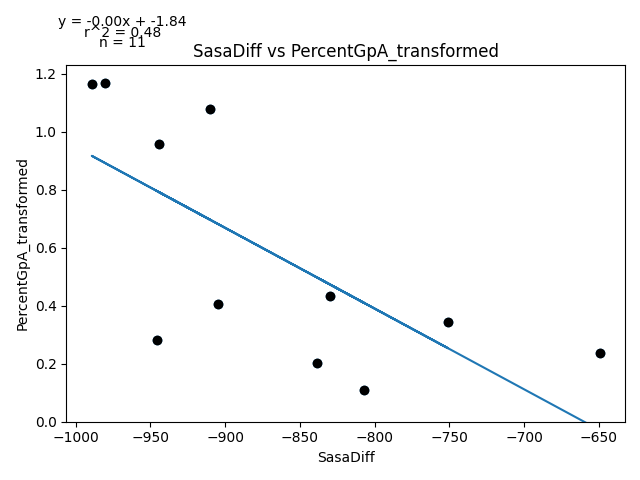 y = -0.00x + -1.84
r^2 = 0.48
n = 11
SasaDiff vs PercentGpA_transformed
1.2
1.0
0.8
0.6
0.4
0.2
0.0
PercentGpA_transformed
−1000
−950
−900
−850
−800
−750
−700
−650
SasaDiff